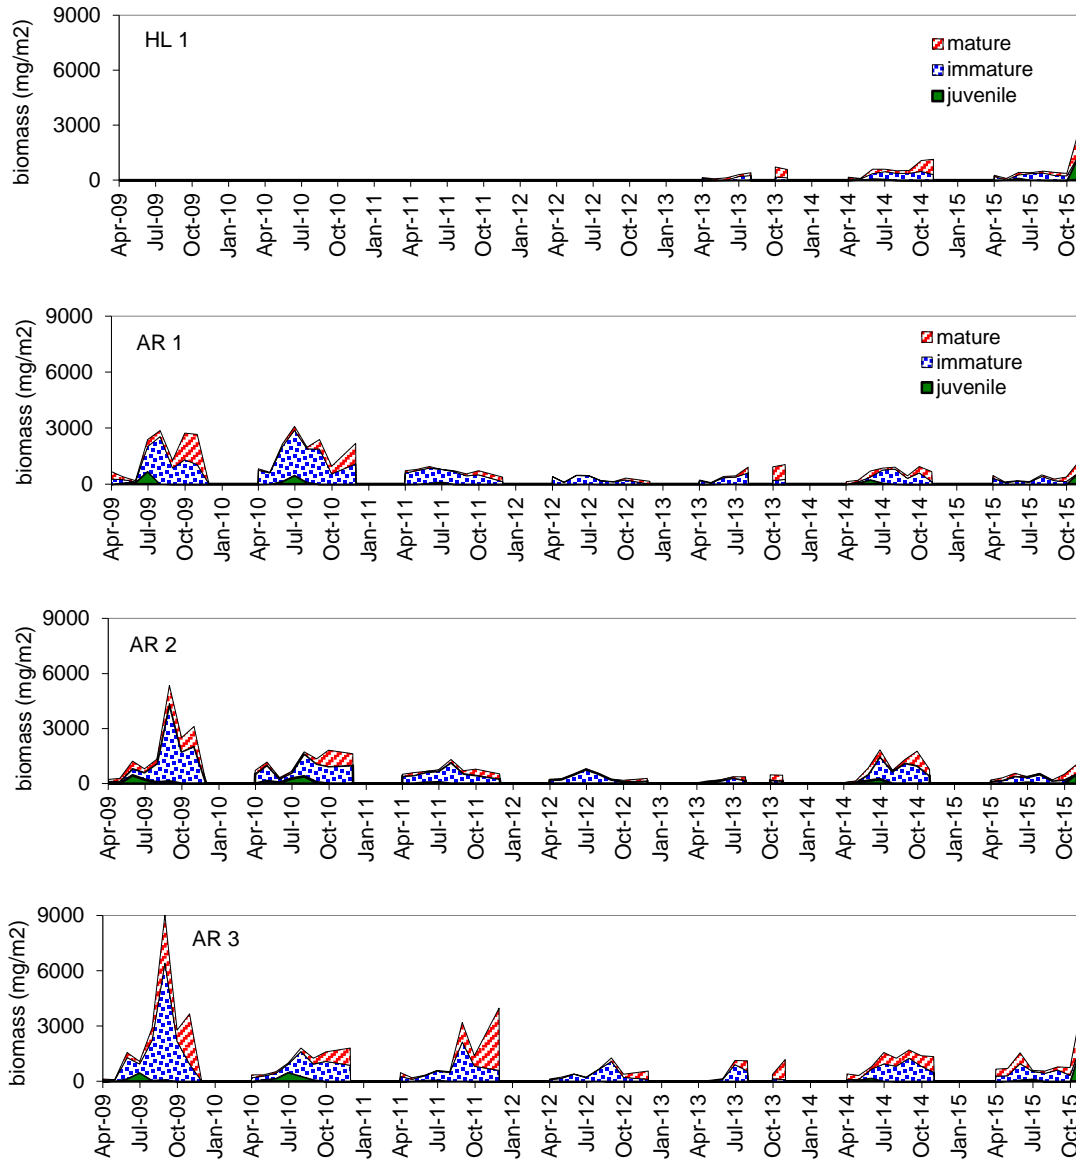 biomass (mg/m2)
9000
6000
3000
0
HL 1
mature
immature
juvenile
Apr-09
Jul-09
Oct-09
Jan-10
Apr-10
Jul-10
Oct-10
Jan-11
Apr-11
Jul-11
Oct-11
Jan-12
Apr-12
Jul-12
Oct-12
Jan-13
Apr-13
Jul-13
Oct-13
Jan-14
Apr-14
Jul-14
Oct-14
Jan-15
Apr-15
Jul-15
Oct-15
biomass (mg/m2)
9000
6000
3000
0
AR 1
mature
immature
juvenile
Apr-09
Jul-09
Oct-09
Jan-10
Apr-10
Jul-10
Oct-10
Jan-11
Apr-11
Jul-11
Oct-11
Jan-12
Apr-12
Jul-12
Oct-12
Jan-13
Apr-13
Jul-13
Oct-13
Jan-14
Apr-14
Jul-14
Oct-14
Jan-15
Apr-15
Jul-15
Oct-15
biomass (mg/m2)
9000
6000
3000
0
AR 2
Apr-09
Jul-09
Oct-09
Jan-10
Apr-10
Jul-10
Oct-10
Jan-11
Apr-11
Jul-11
Oct-11
Jan-12
Apr-12
Jul-12
Oct-12
Jan-13
Apr-13
Jul-13
Oct-13
Jan-14
Apr-14
Jul-14
Oct-14
Jan-15
Apr-15
Jul-15
Oct-15
biomass (mg/m2)
9000
6000
3000
0
AR 3
Apr-09
Jul-09
Oct-09
Jan-10
Apr-10
Jul-10
Oct-10
Jan-11
Apr-11
Jul-11
Oct-11
Jan-12
Apr-12
Jul-12
Oct-12
Jan-13
Apr-13
Jul-13
Oct-13
Jan-14
Apr-14
Jul-14
Oct-14
Jan-15
Apr-15
Jul-15
Oct-15